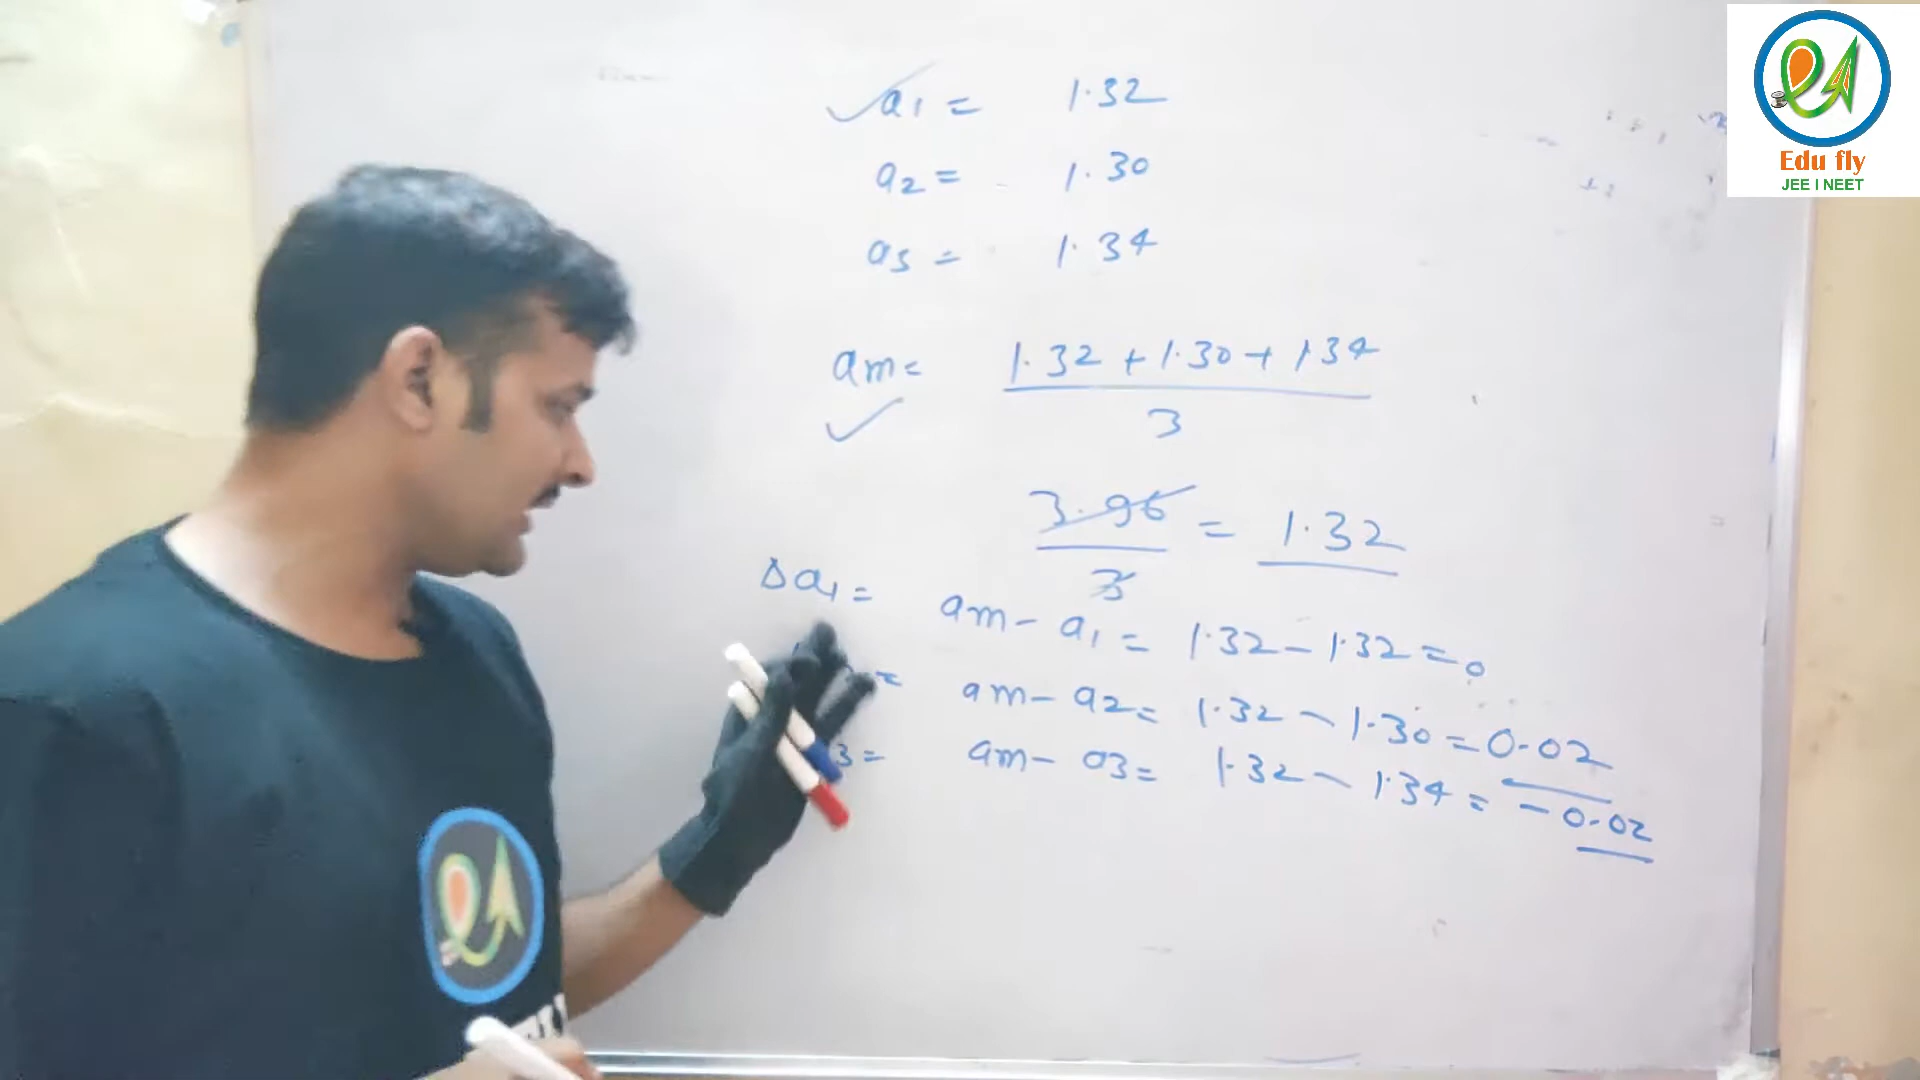 a1 = 1.32
a2 = 1.30
a3 = 1.34
am = 1.32 + 1.30 + 1.34
3
3.96 = 1.32
3
Δa1 = am - a1 = 1.32 - 1.32 = 0
= am - a2 = 1.32 - 1.30 = 0.02
3 = am - a3 = 1.32 - 1.34 = -0.02
Edu fly
JEE I NEET